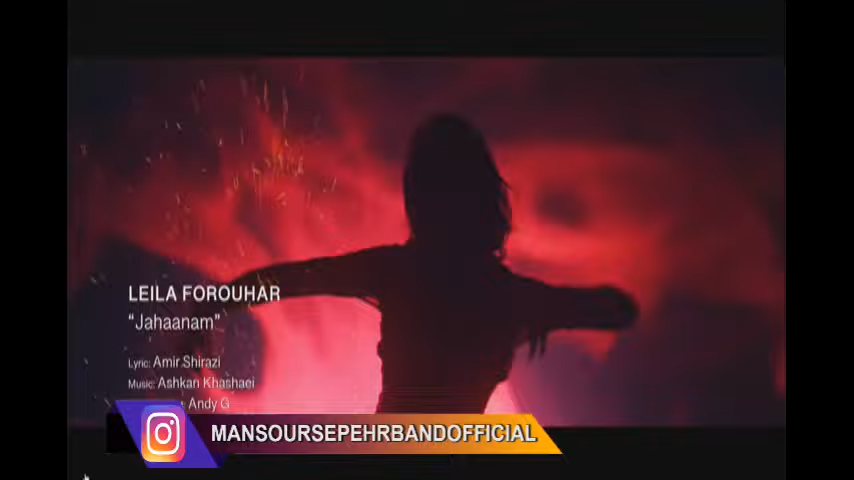 LEILA FOROUHAR
“Jahaanam”
Lyric: Amir Shirazi
Music: Ashkan Khashaei
: Andy G
MANSOURSEPEHRBANDOFFICIAL